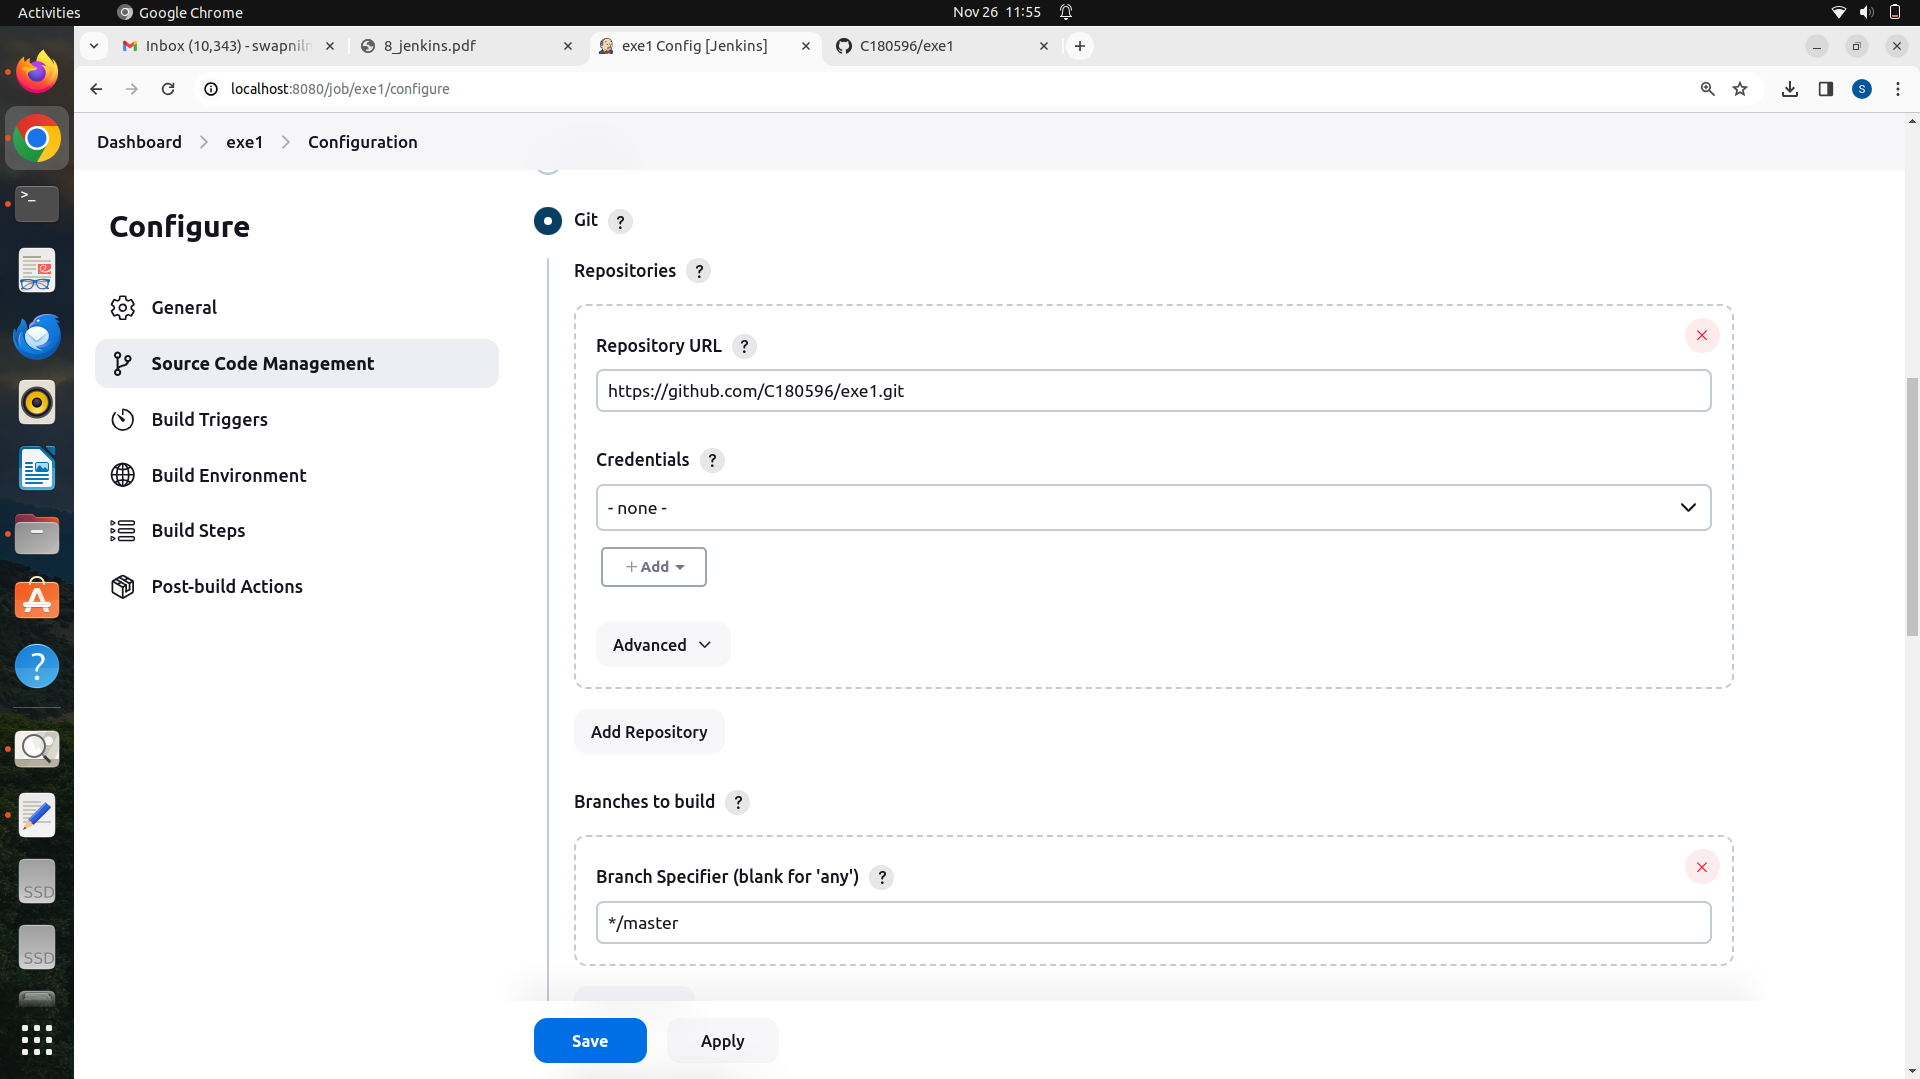 Activities
Google Chrome
Nov 26 11:55
Inbox (10,343) - swapniln
8_jenkins.pdf
exe1 Config [Jenkins]
C180596/exe1
localhost:8080/job/exe1/configure
S
Dashboard
exe1
Configuration
Configure
General
Source Code Management
Build Triggers
Build Environment
Build Steps
Post-build Actions
Git ?
Repositories ?
Repository URL ?
https://github.com/C180596/exe1.git
Credentials ?
- none -
+ Add
Advanced
Add Repository
Branches to build ?
Branch Specifier (blank for 'any') ?
*/master
Save
Apply
>_
?
SSD
SSD